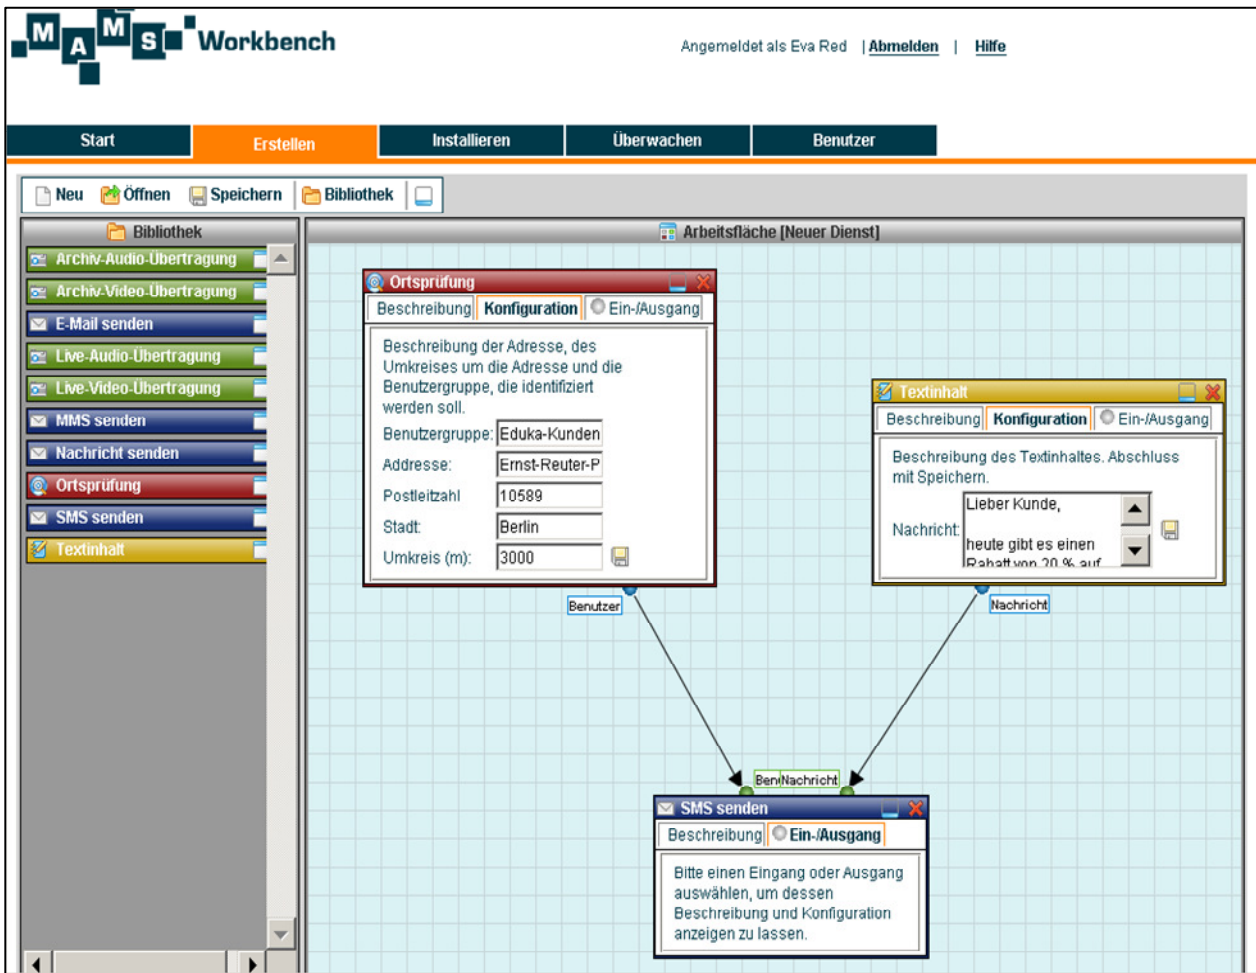 MAMS Workbench
Angemeldet als Eva Red | Abmelden | Hilfe
Start Erstellen Installieren Überwachen Benutzer
Neu Öffnen Speichern Bibliothek
Bibliothek
Archiv-Audio-Übertragung
Archiv-Video-Übertragung
E-Mail senden
Live-Audio-Übertragung
Live-Video-Übertragung
MMS senden
Nachricht senden
Ortsprüfung
SMS senden
Textinhalt
Arbeitsfläche [Neuer Dienst]
Ortsprüfung
Beschreibung Konfiguration Ein-/Ausgang
Beschreibung der Adresse, des
Umkreises um die Adresse und die
Benutzergruppe, die identifiziert
werden soll.
Benutzergruppe: Eduka-Kunden
Addresse: Ernst-Reuter-P
Postleitzahl 10589
Stadt: Berlin
Umkreis (m): 3000
Benutzer
Textinhalt
Beschreibung Konfiguration Ein-/Ausgang
Beschreibung des Textinhaltes. Abschluss
mit Speichern.
Nachricht:
Lieber Kunde,
heute gibt es einen
Rabatt von 20 % auf
Nachricht
Ben Nachricht
SMS senden
Beschreibung Ein-/Ausgang
Bitte einen Eingang oder Ausgang
auswählen, um dessen
Beschreibung und Konfiguration
anzeigen zu lassen.